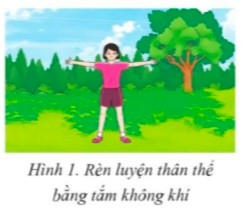 Hình 1. Rèn luyện thân thể
bằng tắm không khí